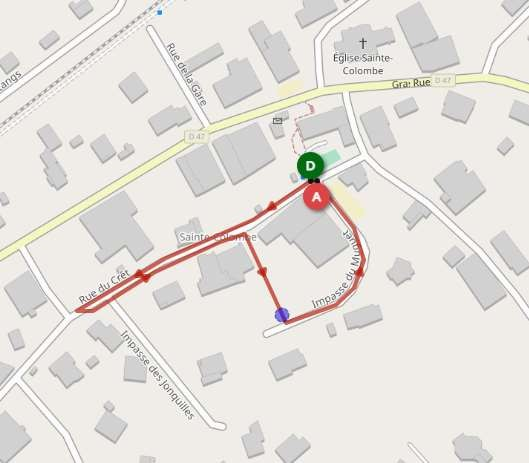 Rue de la Gare
Église Sainte-
Colombe
Gra Rue
D 47
D 47
D
A
Sainte-Colombe
Rue du Crêt
Impasse du Muguet
Impasse des Jonquilles